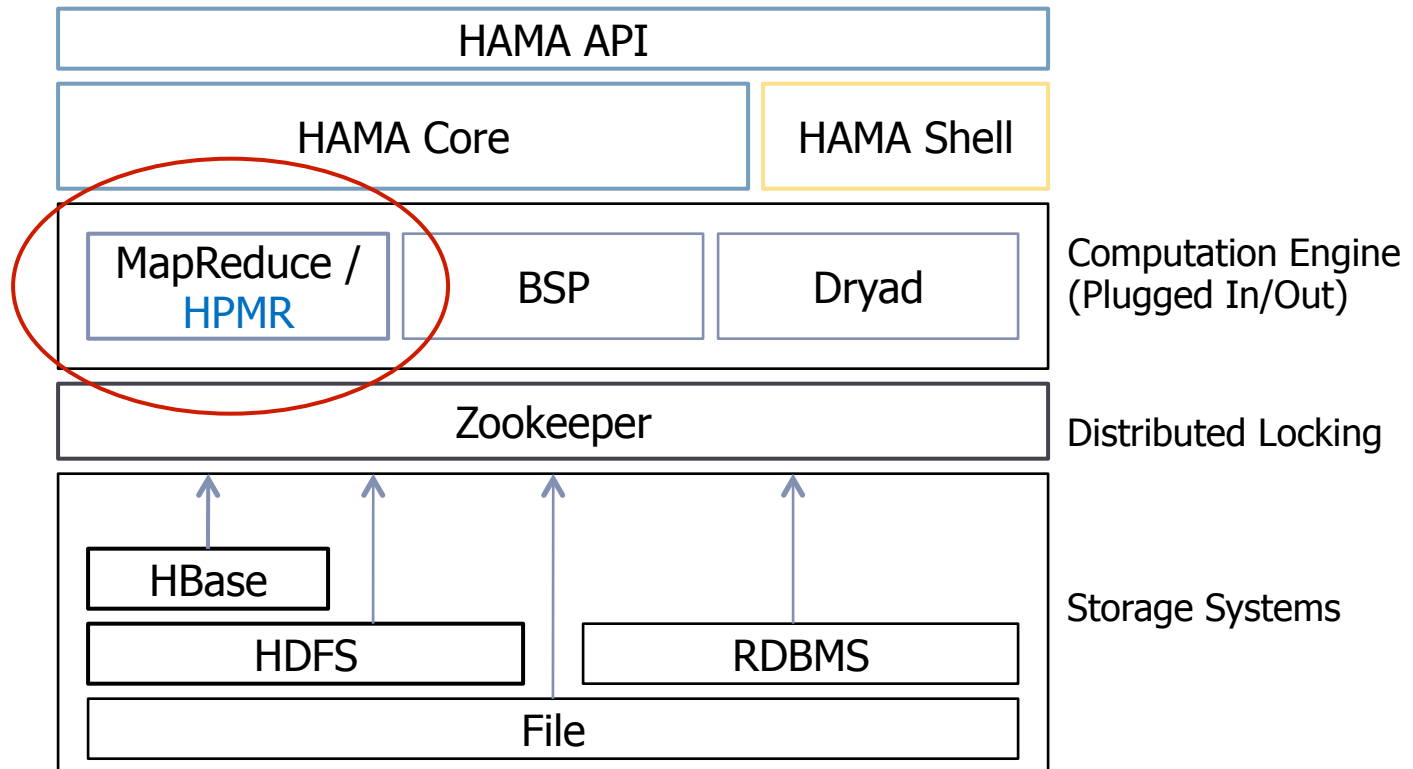 HAMA API
HAMA Core
HAMA Shell
MapReduce /
HPMR
BSP
Dryad
Computation Engine
(Plugged In/Out)
Zookeeper
Distributed Locking
HBase
HDFS
RDBMS
File
Storage Systems